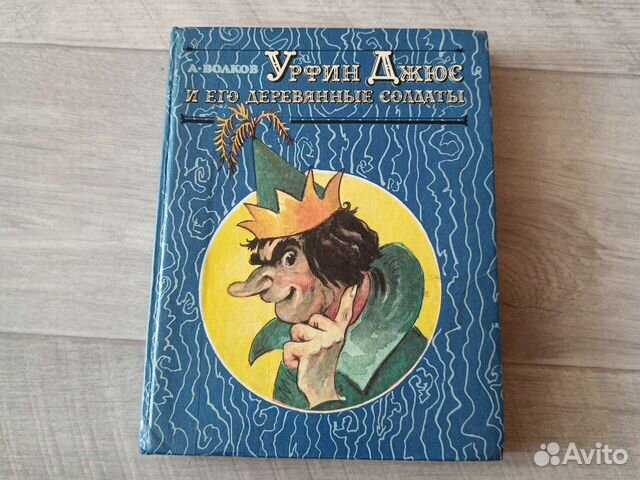 А. ВОЛКОВ УРФИН ДЖЮС
И ЕГО ДЕРЕВЯННЫЕ СОЛДАТЫ
Avito